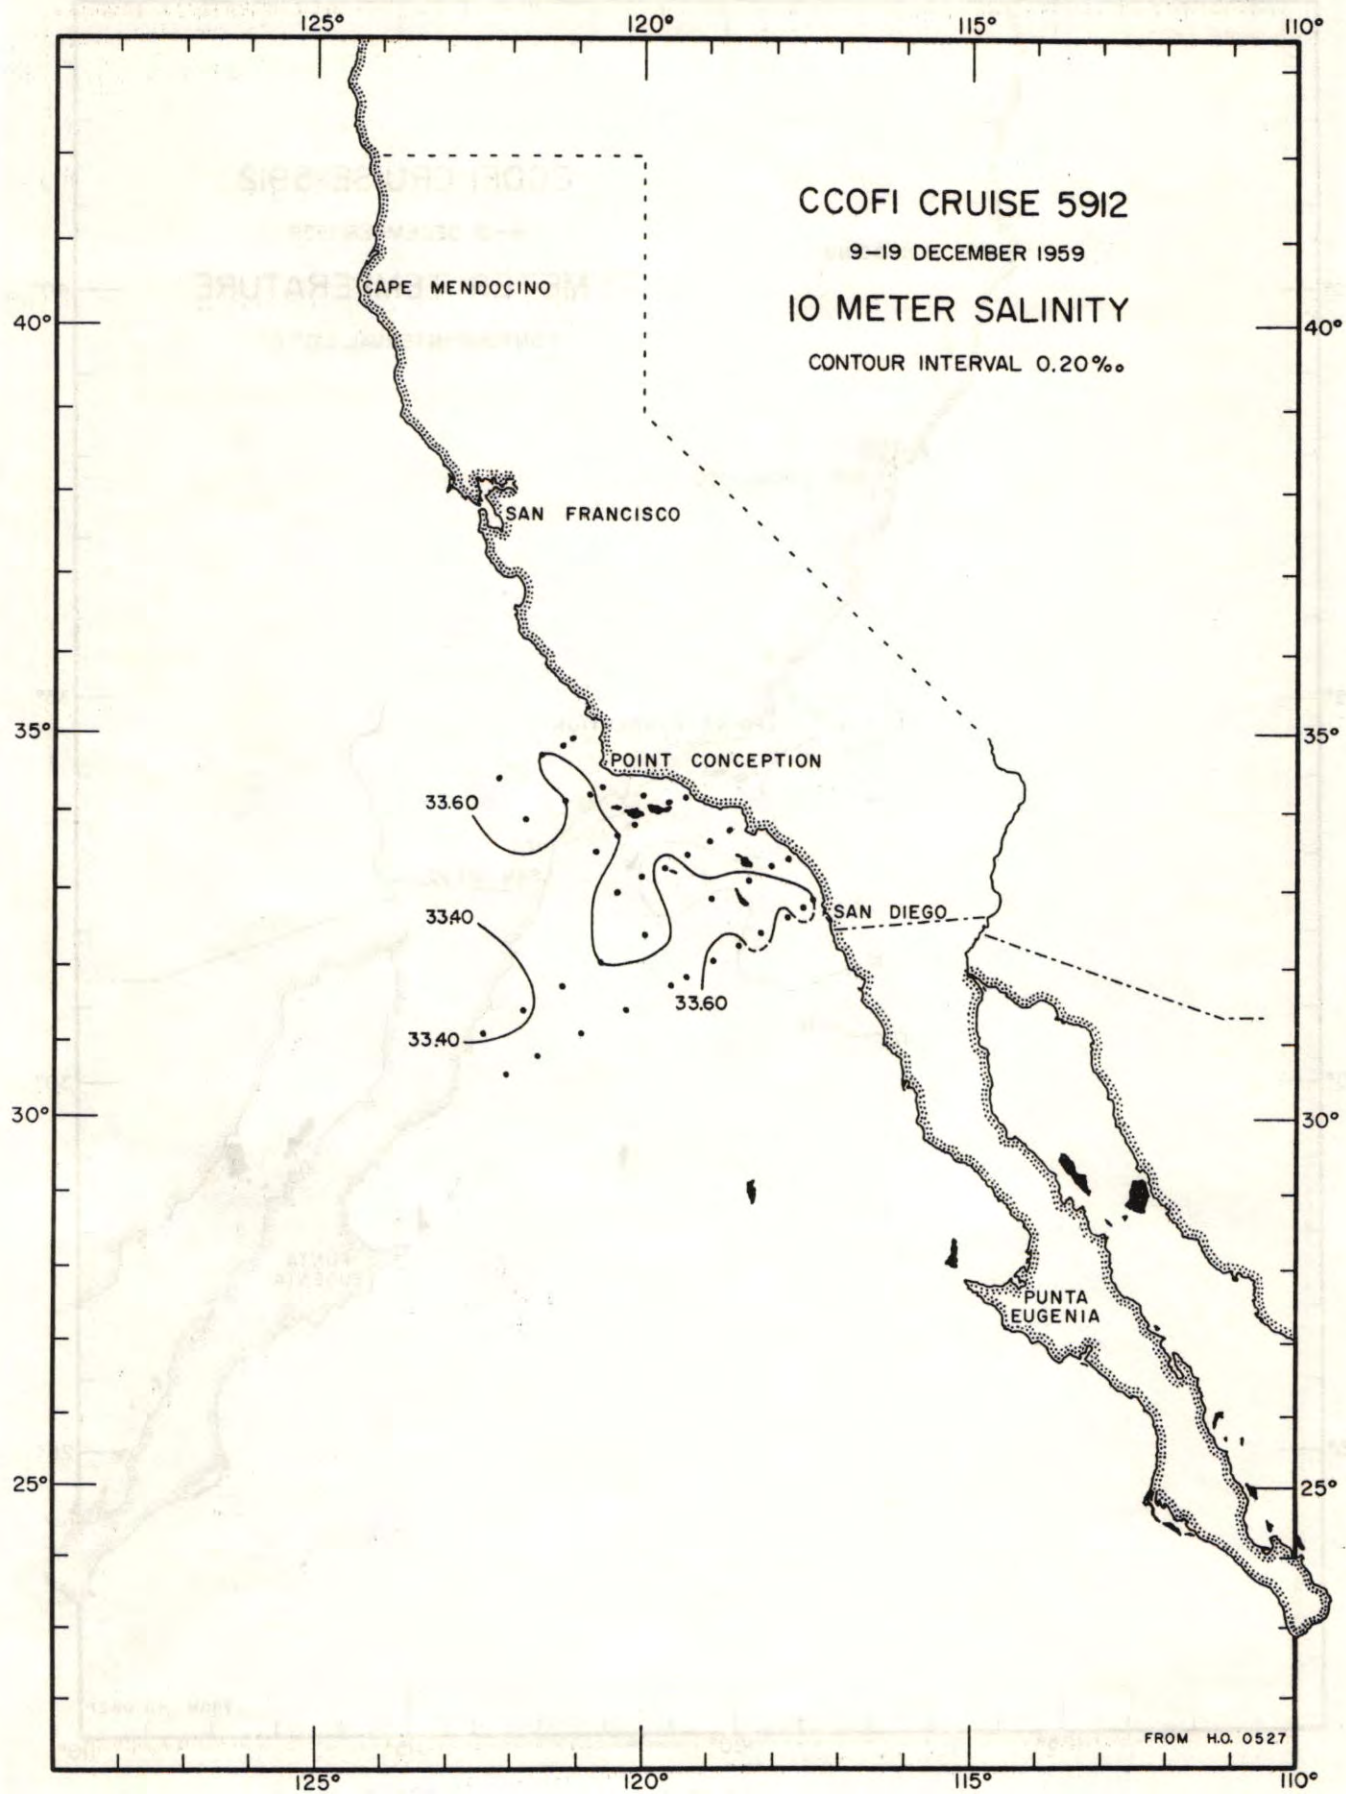 125° 120° 115° 110°
CCOFI CRUISE 5912
9-19 DECEMBER 1959
10 METER SALINITY
CONTOUR INTERVAL 0.20‰
CAPE MENDOCINO
40° 40°
SAN FRANCISCO
35° 35°
POINT CONCEPTION
33.60
33.40
SAN DIEGO
33.60
33.40
30° 30°
PUNTA
EUGENIA
25° 25°
FROM H.O. 0527
125° 120° 115° 110°